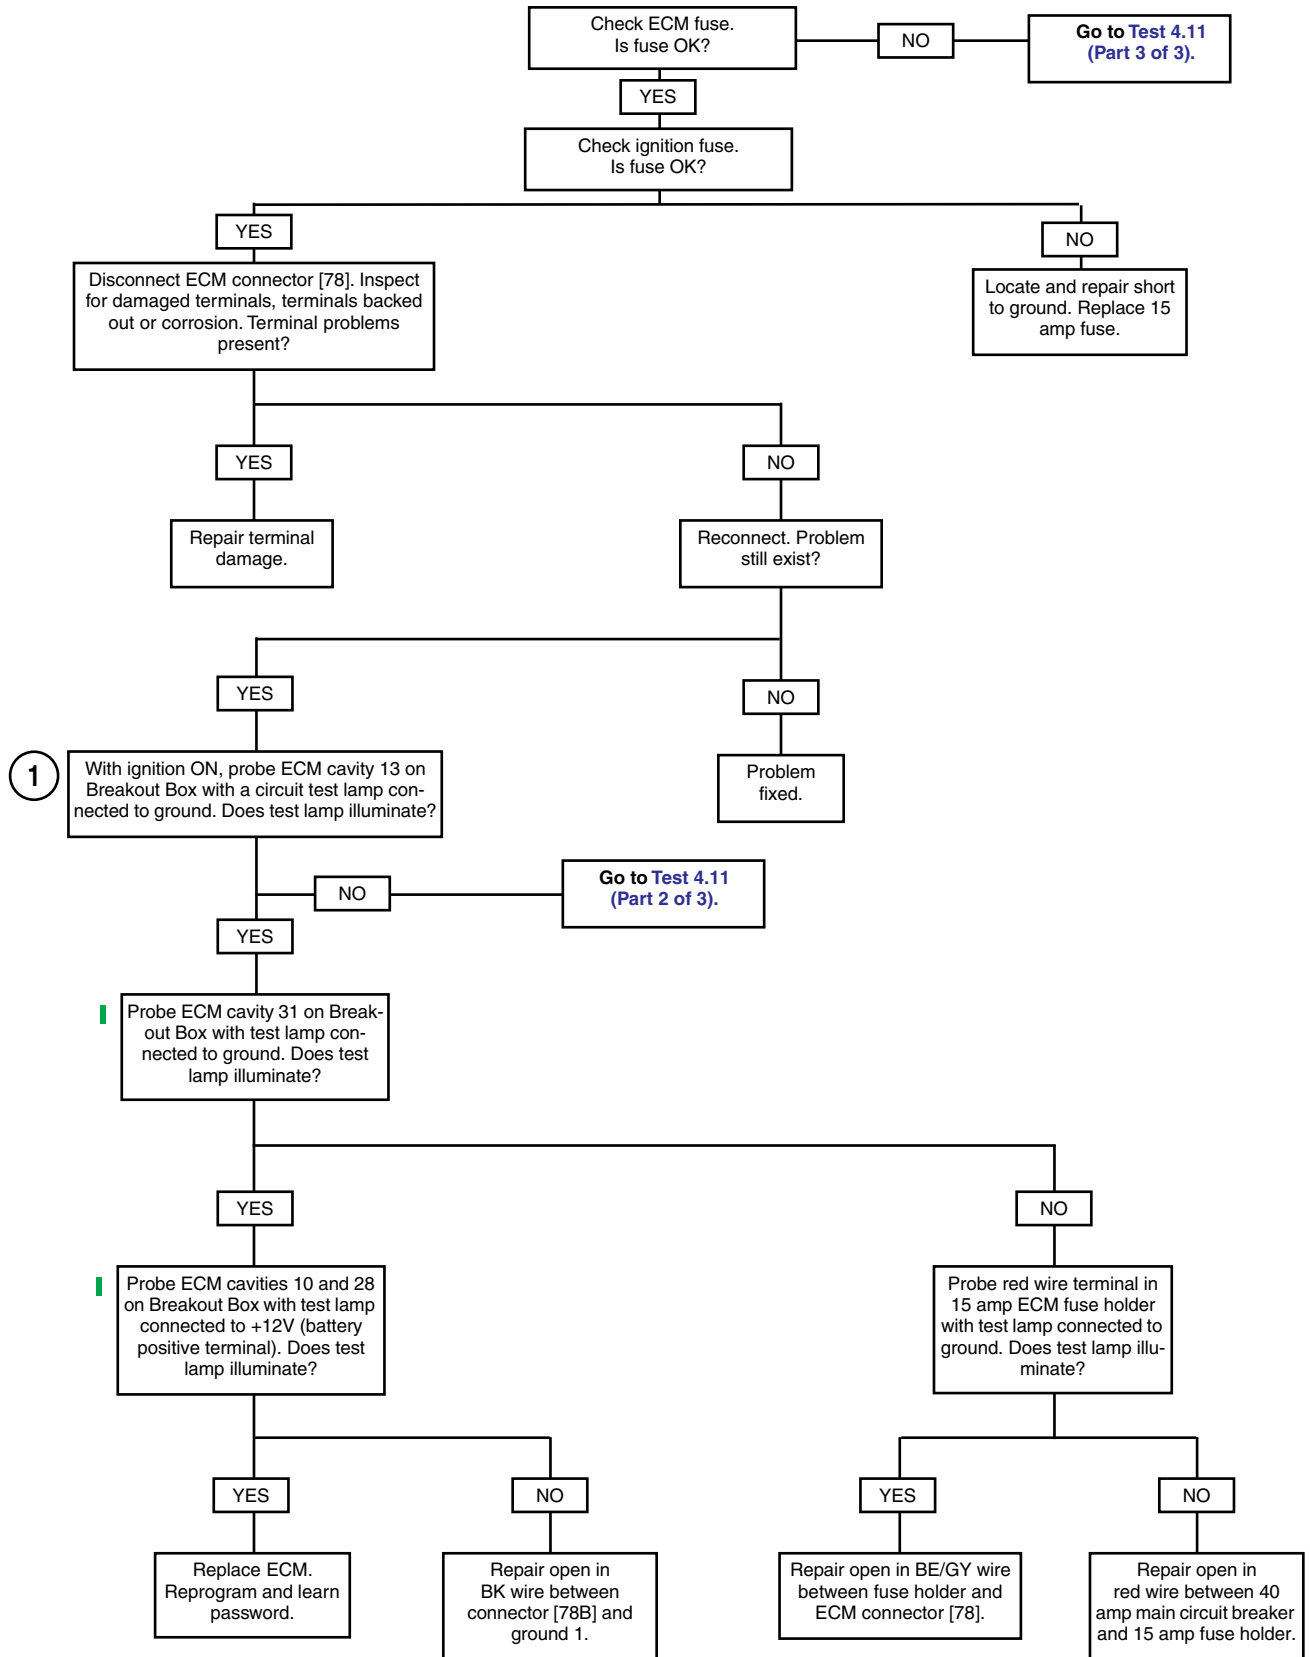 Check ECM fuse.
Is fuse OK?
NO
Go to Test 4.11
(Part 3 of 3).
YES
Check ignition fuse.
Is fuse OK?
YES
NO
Disconnect ECM connector [78]. Inspect
for damaged terminals, terminals backed
out or corrosion. Terminal problems
present?
Locate and repair short
to ground. Replace 15
amp fuse.
YES
NO
Repair terminal
damage.
Reconnect. Problem
still exist?
YES
NO
1
With ignition ON, probe ECM cavity 13 on
Breakout Box with a circuit test lamp con-
nected to ground. Does test lamp illuminate?
Problem
fixed.
NO
Go to Test 4.11
(Part 2 of 3).
YES
Probe ECM cavity 31 on Break-
out Box with test lamp con-
nected to ground. Does test
lamp illuminate?
YES
NO
Probe ECM cavities 10 and 28
on Breakout Box with test lamp
connected to +12V (battery
positive terminal). Does test
lamp illuminate?
Probe red wire terminal in
15 amp ECM fuse holder
with test lamp connected to
ground. Does test lamp illu-
minate?
YES
NO
YES
NO
Replace ECM.
Reprogram and learn
password.
Repair open in
BK wire between
connector [78B] and
ground 1.
Repair open in BE/GY wire
between fuse holder and
ECM connector [78].
Repair open in
red wire between 40
amp main circuit breaker
and 15 amp fuse holder.